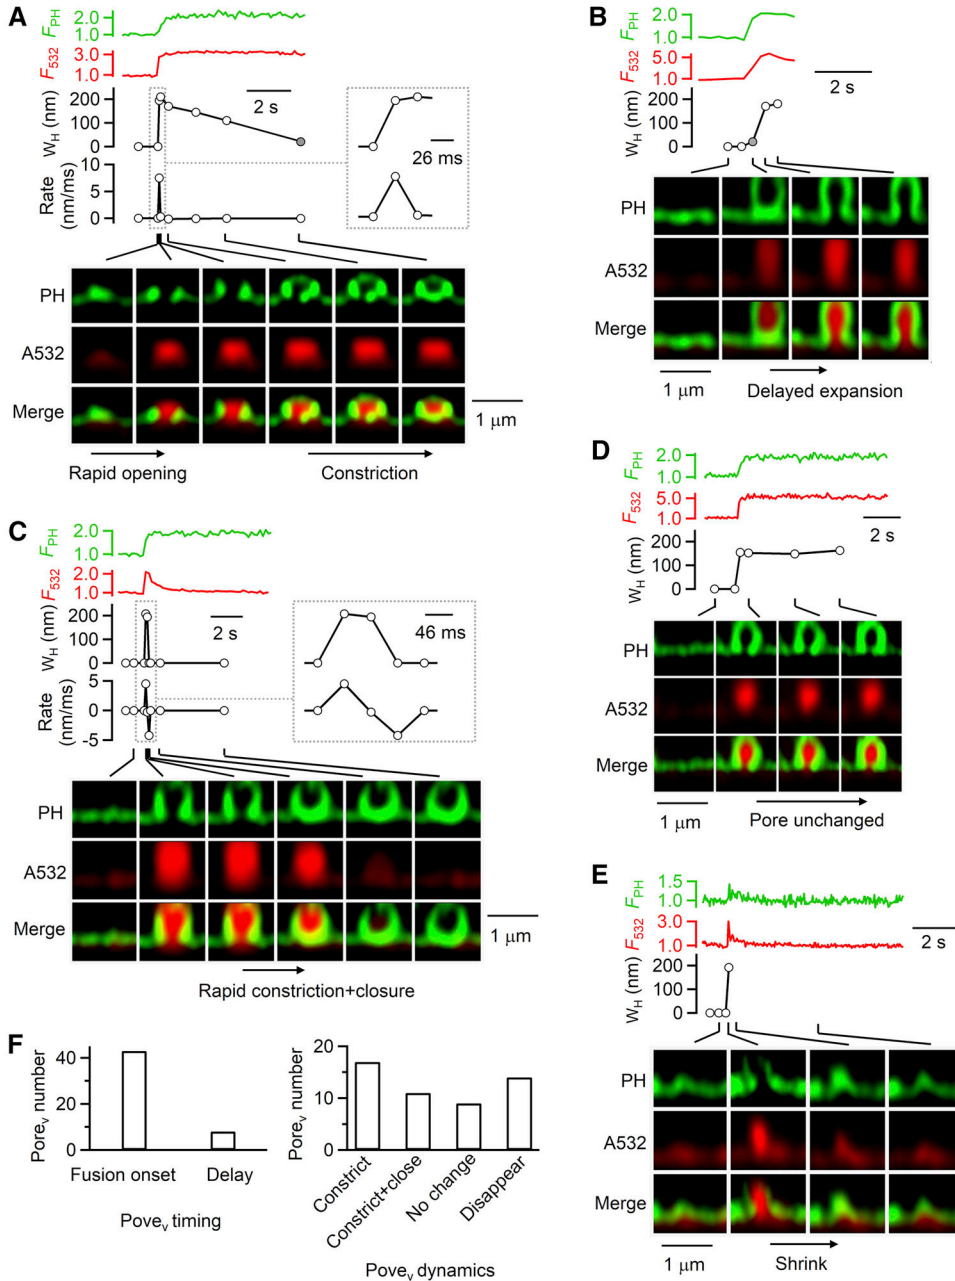 A
F_PH
2.0
1.0
F_532
3.0
1.0
W_H (nm)
200
100
0
2 s
Rate
(nm/ms)
10
5
0
26 ms
PH
A532
Merge
1 µm
Rapid opening
Constriction
B
F_PH
2.0
1.0
F_532
5.0
1.0
2 s
W_H (nm)
200
100
0
PH
A532
Merge
1 µm
Delayed expansion
C
F_PH
2.0
1.0
F_532
2.0
1.0
W_H (nm)
200
100
0
2 s
46 ms
Rate
(nm/ms)
5
0
-5
PH
A532
Merge
1 µm
Rapid constriction+closure
D
F_PH
2.0
1.0
F_532
5.0
1.0
2 s
W_H (nm)
200
100
0
PH
A532
Merge
1 µm
Pore unchanged
E
F_PH
1.5
1.0
F_532
3.0
1.0
2 s
W_H (nm)
200
100
0
PH
A532
Merge
1 µm
Shrink
F
Pore_v number
40
20
0
Fusion onset
Delay
Pove_v timing
Pore_v number
20
10
0
Constrict
Constrict+close
No change
Disappear
Pove_v dynamics